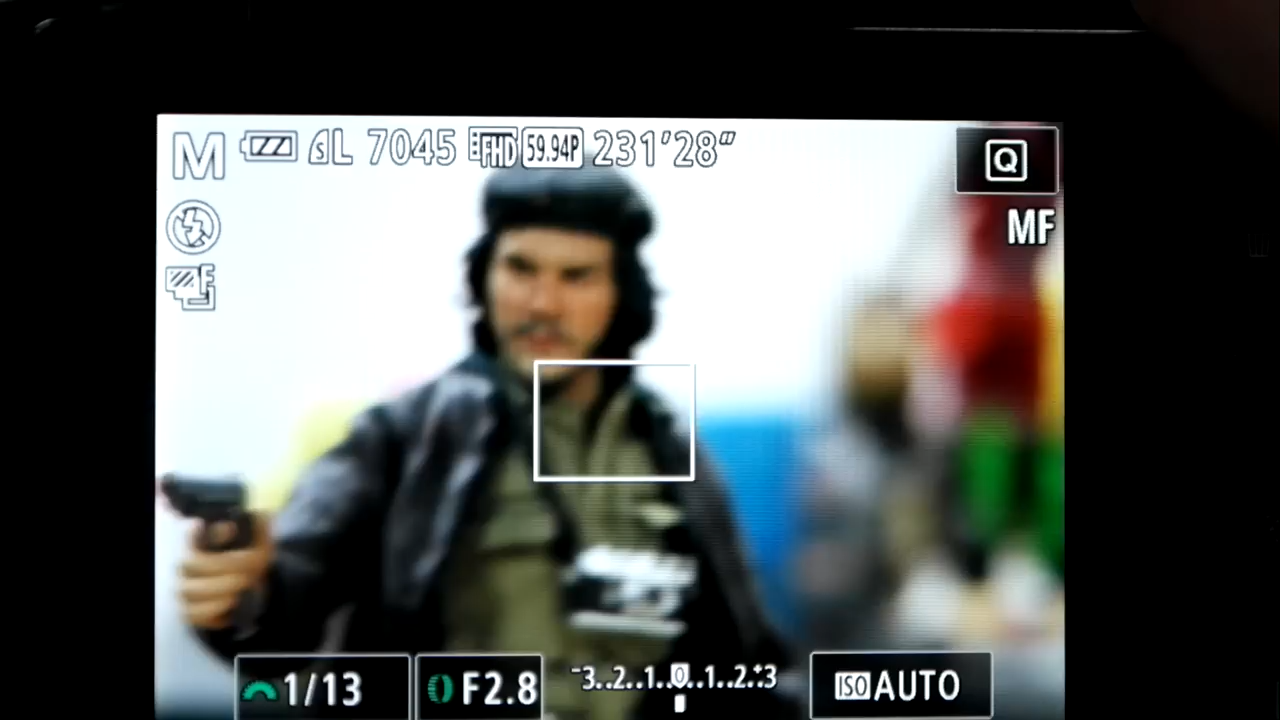 M SL 7045 FHD 59.94P 231'28"
Q
MF
F
1/13 F2.8 -3..2..1..0..1..2..+3 ISO AUTO